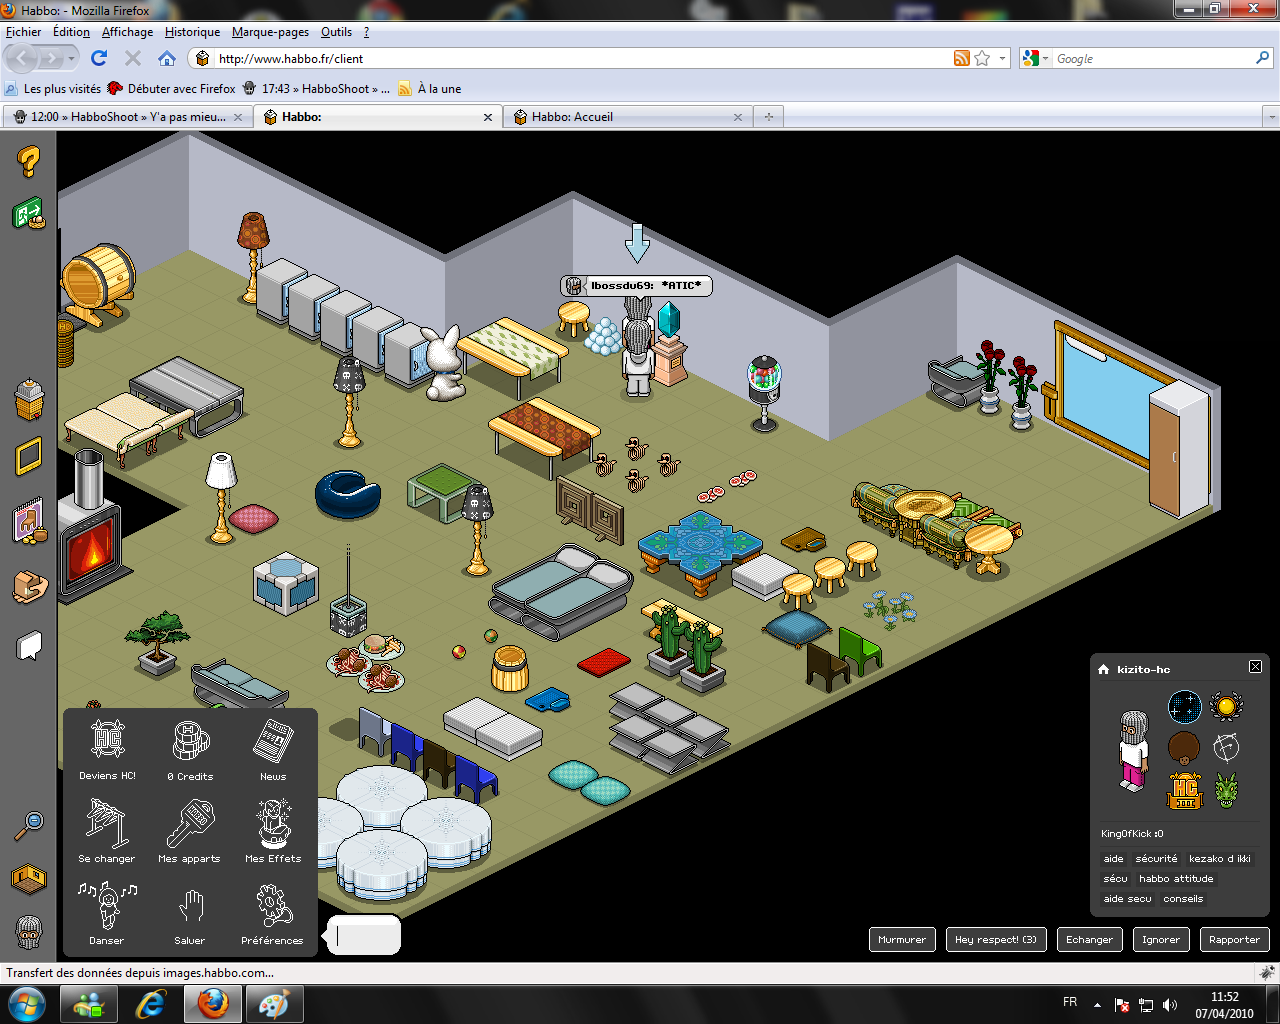 Habbo: - Mozilla Firefox
Fichier Édition Affichage Historique Marque-pages Outils ?
http://www.habbo.fr/client
Google
Les plus visités Débuter avec Firefox 17:43 » HabboShoot » ... À la une
12:00 » HabboShoot » Y'a pas mieu... Habbo: Habbo: Accueil
lbossdu69: *ATIC*
kizito-hc
HC
KingOfKick :0
aide sécurité kezako d ikki
sécu habbo attitude
aide secu conseils
HC
Deviens HC! 0 Credits News
Se changer Mes apparts Mes Effets
Danser Saluer Préférences
Murmurer Hey respect! (3) Echanger Ignorer Rapporter
Transfert des données depuis images.habbo.com...
FR
11:52
07/04/2010